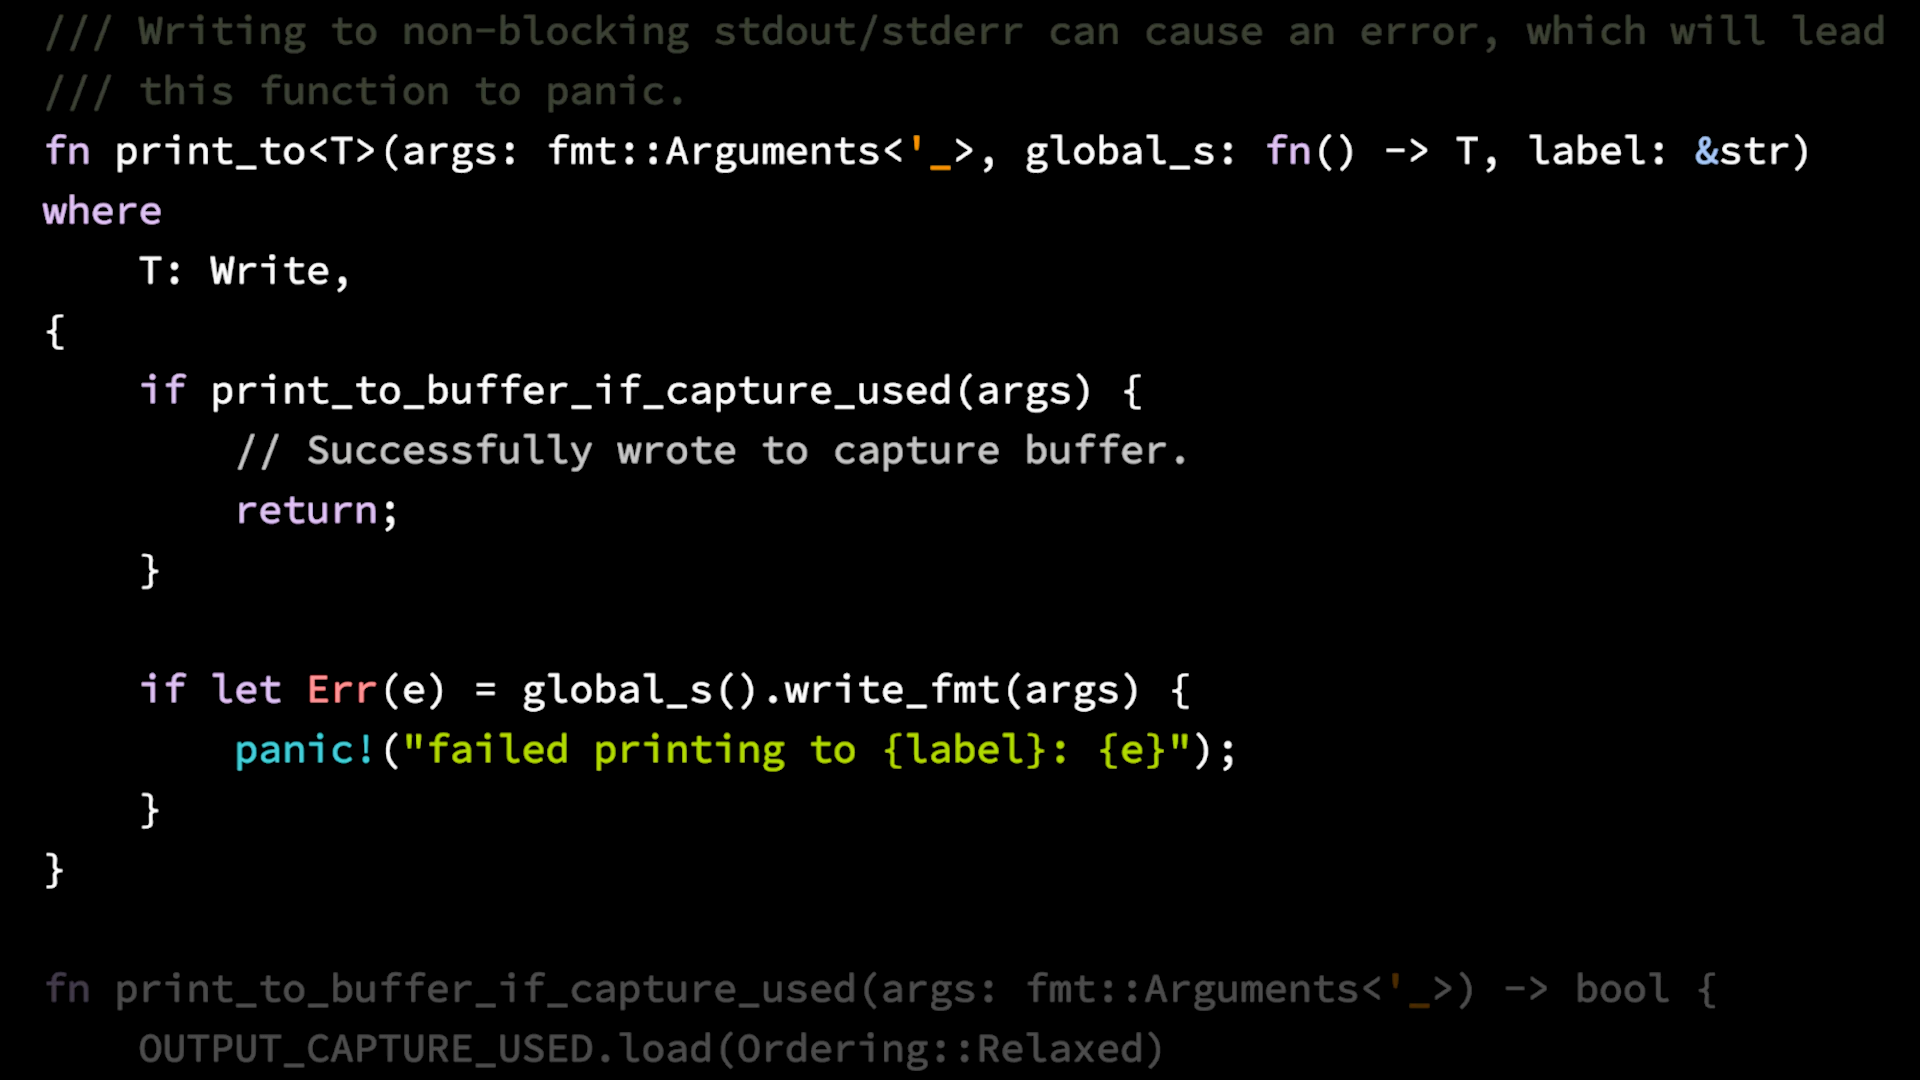 /// Writing to non-blocking stdout/stderr can cause an error, which will lead
/// this function to panic.
fn print_to<T>(args: fmt::Arguments<'_>, global_s: fn() -> T, label: &str)
where
    T: Write,
{
    if print_to_buffer_if_capture_used(args) {
        // Successfully wrote to capture buffer.
        return;
    }

    if let Err(e) = global_s().write_fmt(args) {
        panic!("failed printing to {label}: {e}");
    }
}

fn print_to_buffer_if_capture_used(args: fmt::Arguments<'_>) -> bool {
    OUTPUT_CAPTURE_USED.load(Ordering::Relaxed)